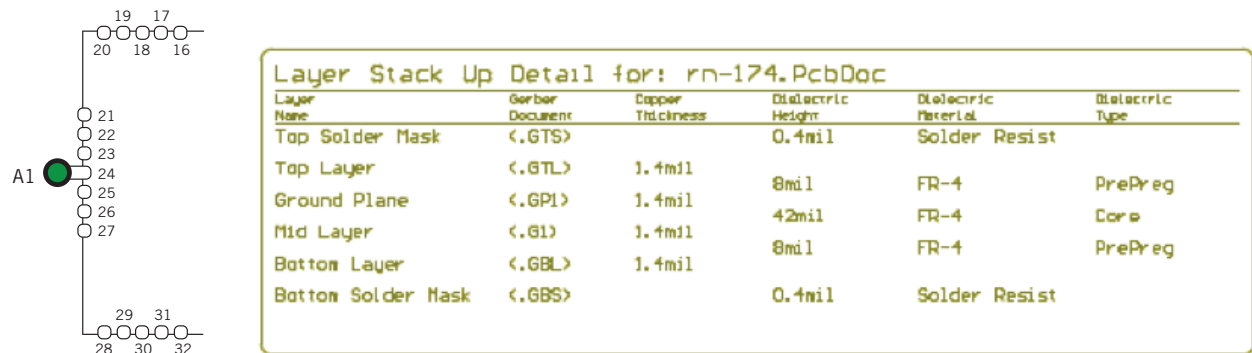 19 17
20 18 16
21
22
23
A1 24
25
26
27
29 31
28 30 32
Layer Stack Up Detail for: rn-174.PcbDoc
Layer Gerber Copper Dielectric Dielectric Dielectric
Name Document Thickness Height Material Type
Top Solder Mask <.GTS> 0.4mil Solder Resist
Top Layer <.GTL> 1.4mil
8mil FR-4 PrePreg
Ground Plane <.GP1> 1.4mil
42mil FR-4 Core
Mid Layer <.G1> 1.4mil
8mil FR-4 PrePreg
Bottom Layer <.GBL> 1.4mil
Bottom Solder Mask <.GBS> 0.4mil Solder Resist